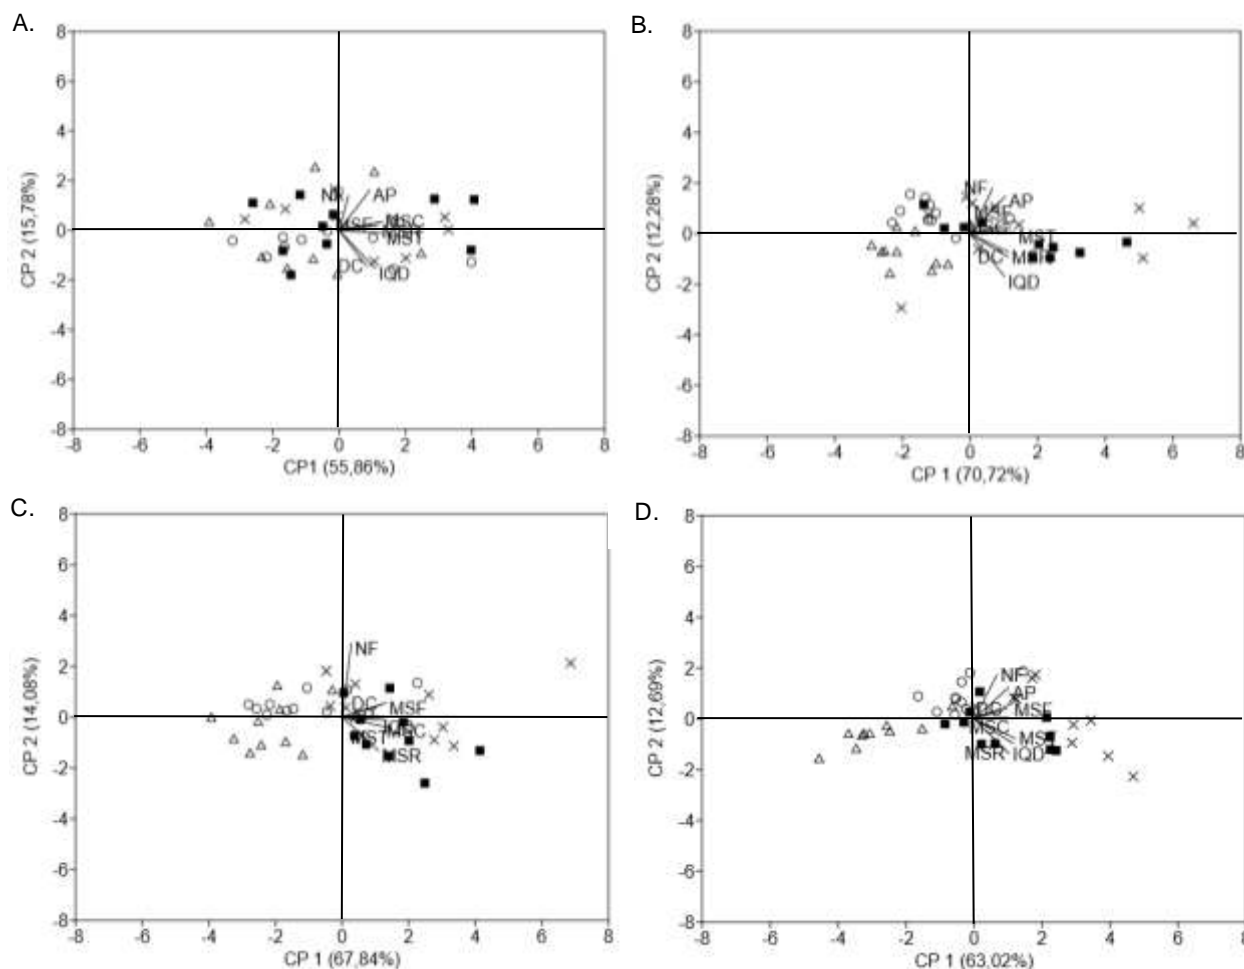 A.
8
6
4
2
0
-2
-4
-6
-8
CP 2 (15,78%)
AP
MSC
MST
DC
IQD
-8 -6 -4 -2 0 2 4 6 8
CP1 (55,86%)
B.
8
6
4
2
0
-2
-4
-6
-8
CP 2 (12.28%)
NF
AP
MST
DC
IQD
-8 -6 -4 -2 0 2 4 6 8
CP 1 (70,72%)
C.
8
6
4
2
0
-2
-4
-6
-8
CP 2 (14,08%)
NF
DC
MSF
MST
MSR
-8 -6 -4 -2 0 2 4 6 8
CP 1 (67,84%)
D.
8
6
4
2
0
-2
-4
-6
-8
CP 2 (12,69%)
NF
AP
DC
MSF
MSC
MSR
IQD
-8 -6 -4 -2 0 2 4 6 8
CP 1 (63,02%)